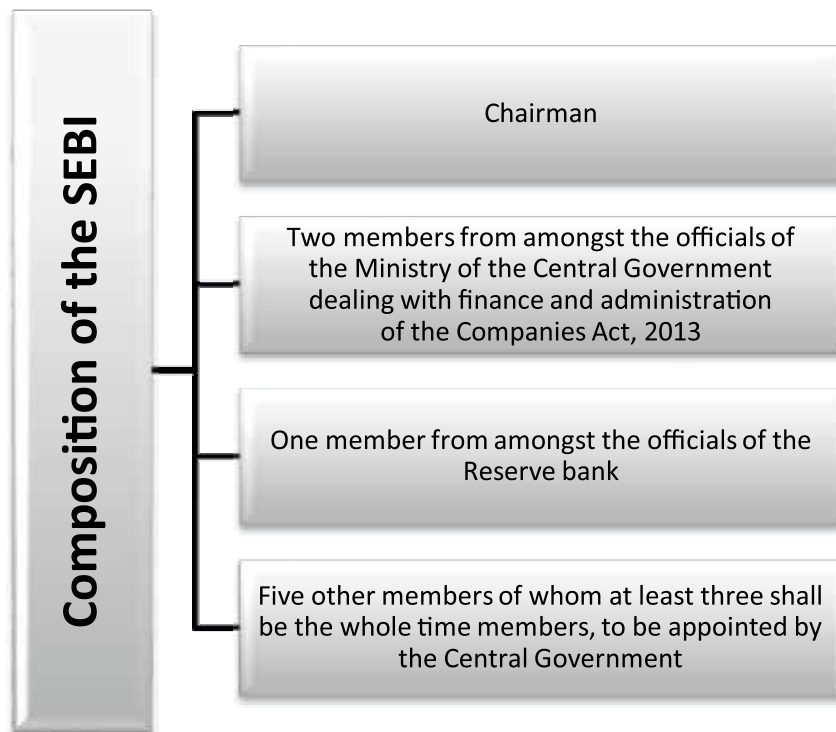 Composition of the SEBI
Chairman
Two members from amongst the officials of
the Ministry of the Central Government
dealing with finance and administration
of the Companies Act, 2013
One member from amongst the officials of the
Reserve bank
Five other members of whom at least three shall
be the whole time members, to be appointed by
the Central Government